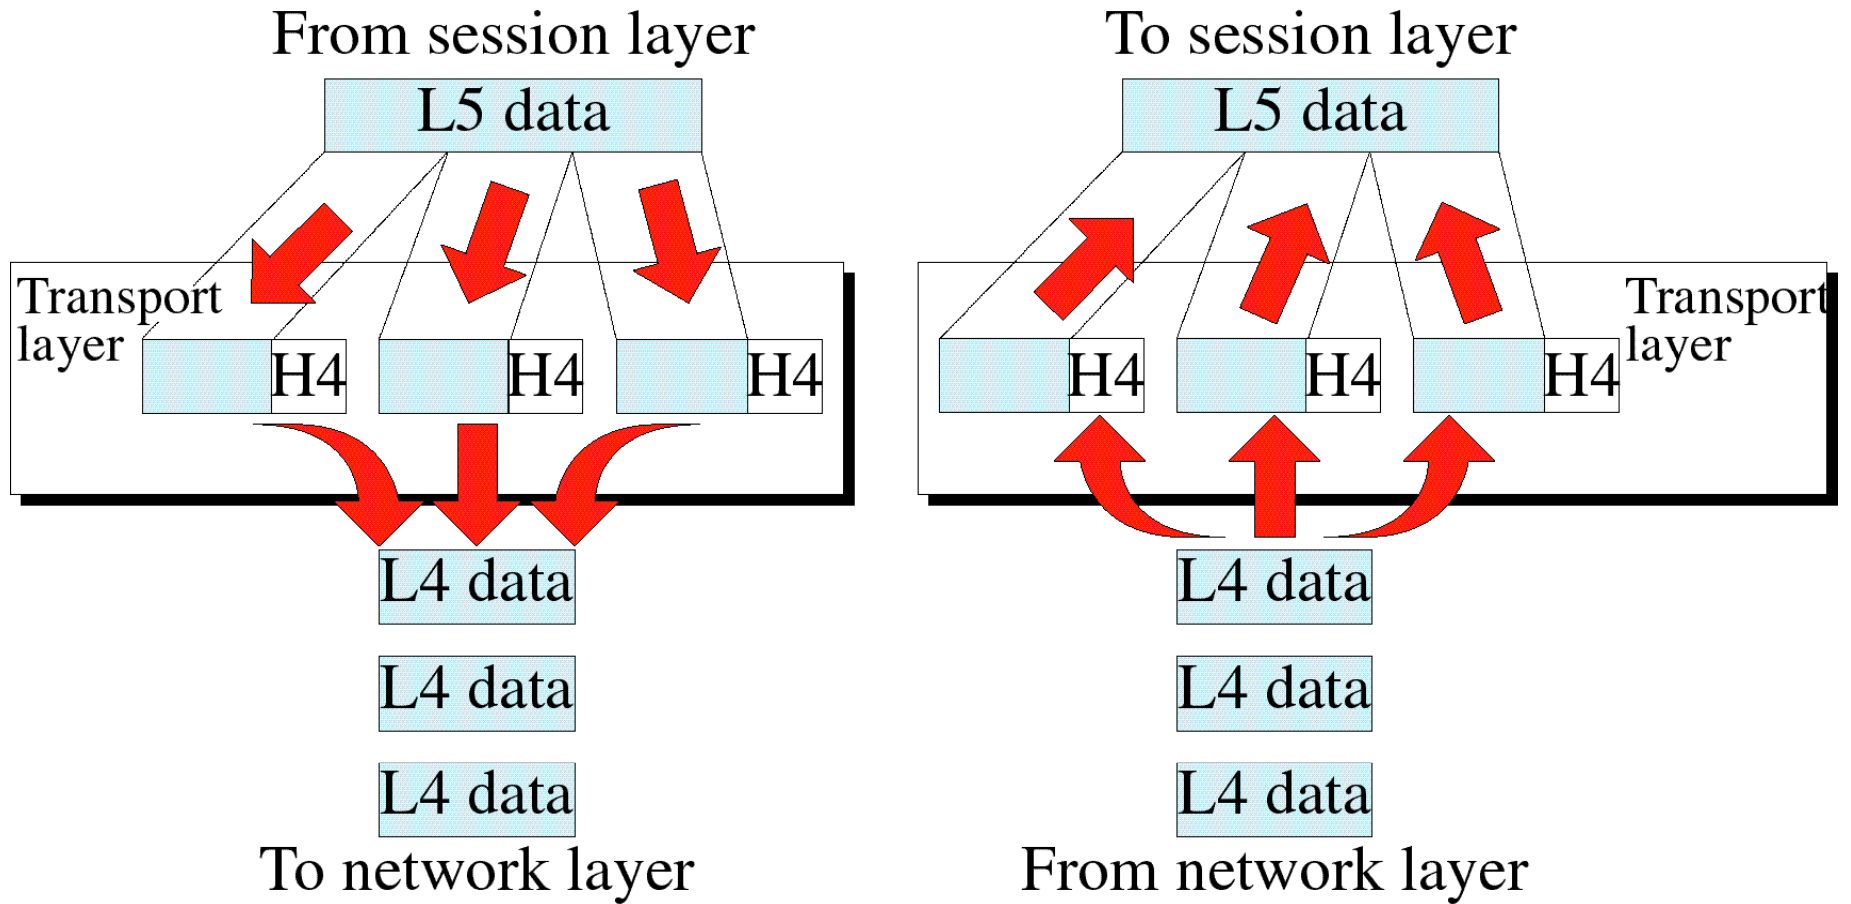 From session layer
L5 data
Transport
layer
H4
H4
H4
L4 data
L4 data
L4 data
To network layer
To session layer
L5 data
Transport
layer
H4
H4
H4
L4 data
L4 data
L4 data
From network layer